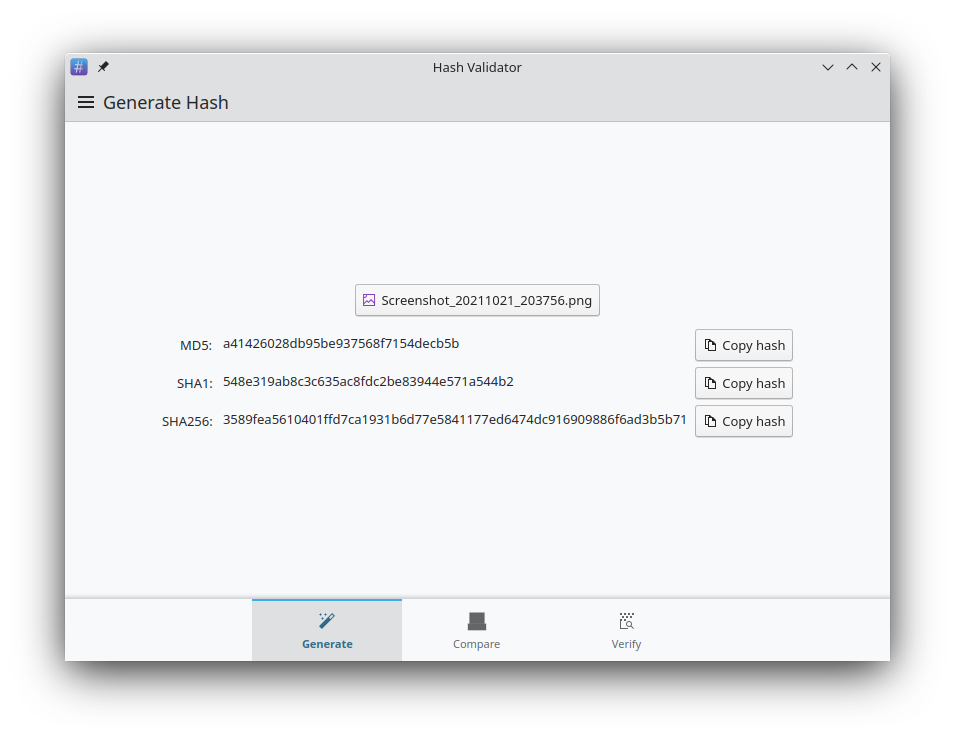 Hash Validator
Generate Hash
Screenshot_20211021_203756.png
MD5: a41426028db95be937568f7154decb5b Copy hash
SHA1: 548e319ab8c3c635ac8fdc2be83944e571a544b2 Copy hash
SHA256: 3589fea5610401ffd7ca1931b6d77e5841177ed6474dc916909886f6ad3b5b71 Copy hash
Generate Compare Verify